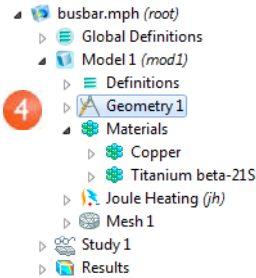 busbar.mph (root)
Global Definitions
Model 1 (mod1)
Definitions
4
Geometry 1
Materials
Copper
Titanium beta-21S
Joule Heating (jh)
Mesh 1
Study 1
Results